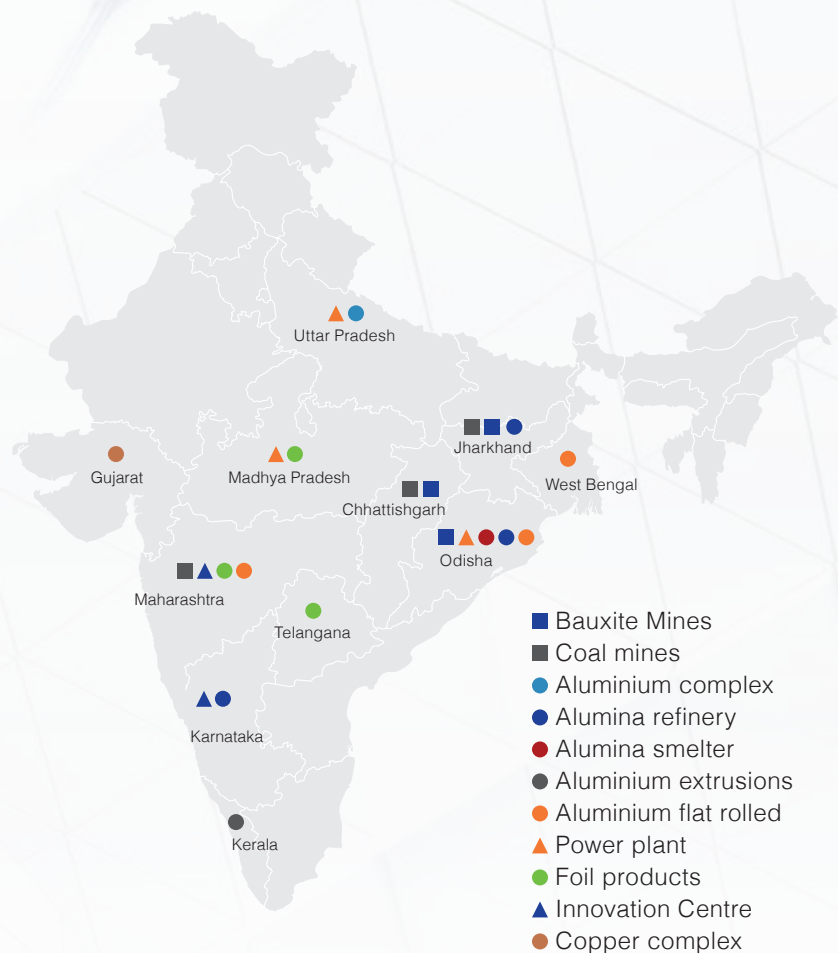 Uttar Pradesh
Jharkhand
Gujarat
Madhya Pradesh
West Bengal
Chhattishgarh
Odisha
Maharashtra
Telangana
Karnataka
Kerala
Bauxite Mines
Coal mines
Aluminium complex
Alumina refinery
Alumina smelter
Aluminium extrusions
Aluminium flat rolled
Power plant
Foil products
Innovation Centre
Copper complex